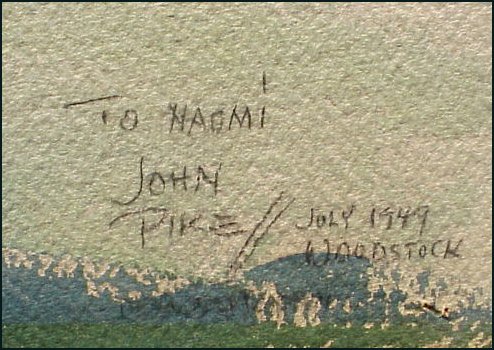 To NAOMI
JOHN
PIKE // JULY 1949
WOODSTOCK